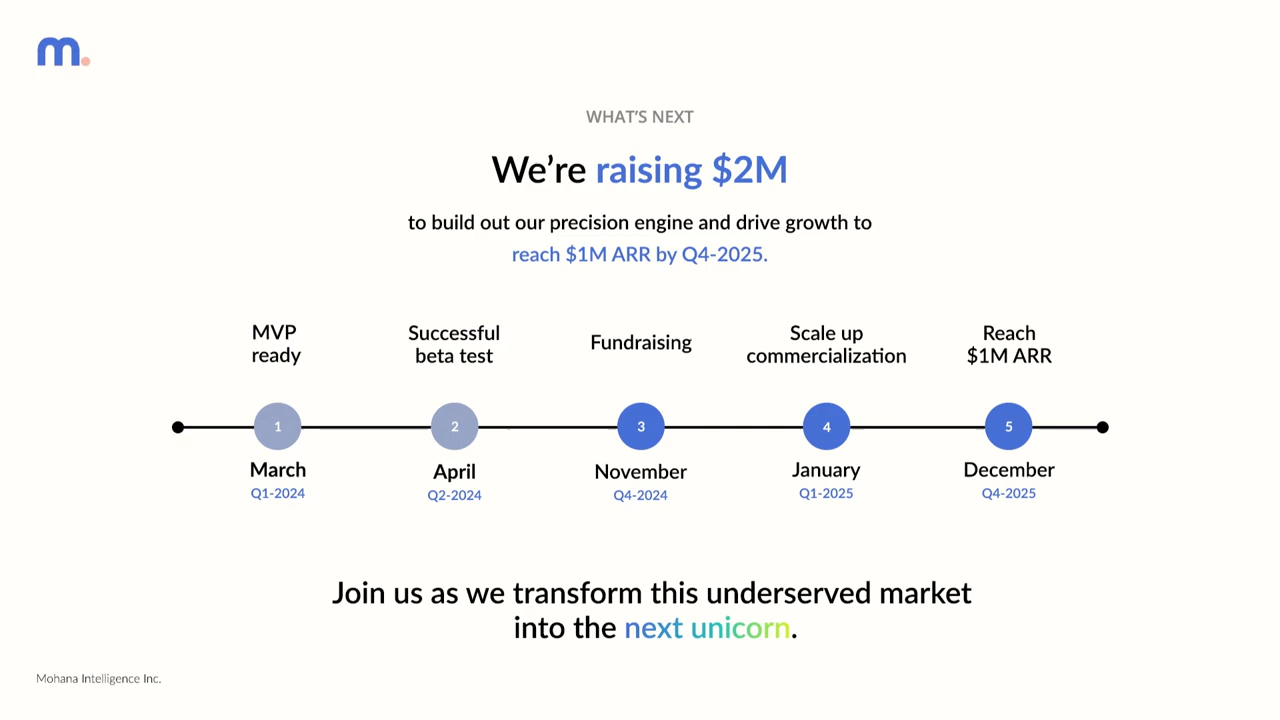 m.
WHAT'S NEXT
We're raising $2M
to build out our precision engine and drive growth to
reach $1M ARR by Q4-2025.
MVP
ready
Successful
beta test
Fundraising
Scale up
commercialization
Reach
$1M ARR
1
2
3
4
5
March
Q1-2024
April
Q2-2024
November
Q4-2024
January
Q1-2025
December
Q4-2025
Join us as we transform this underserved market
into the next unicorn.
Mohana Intelligence Inc.